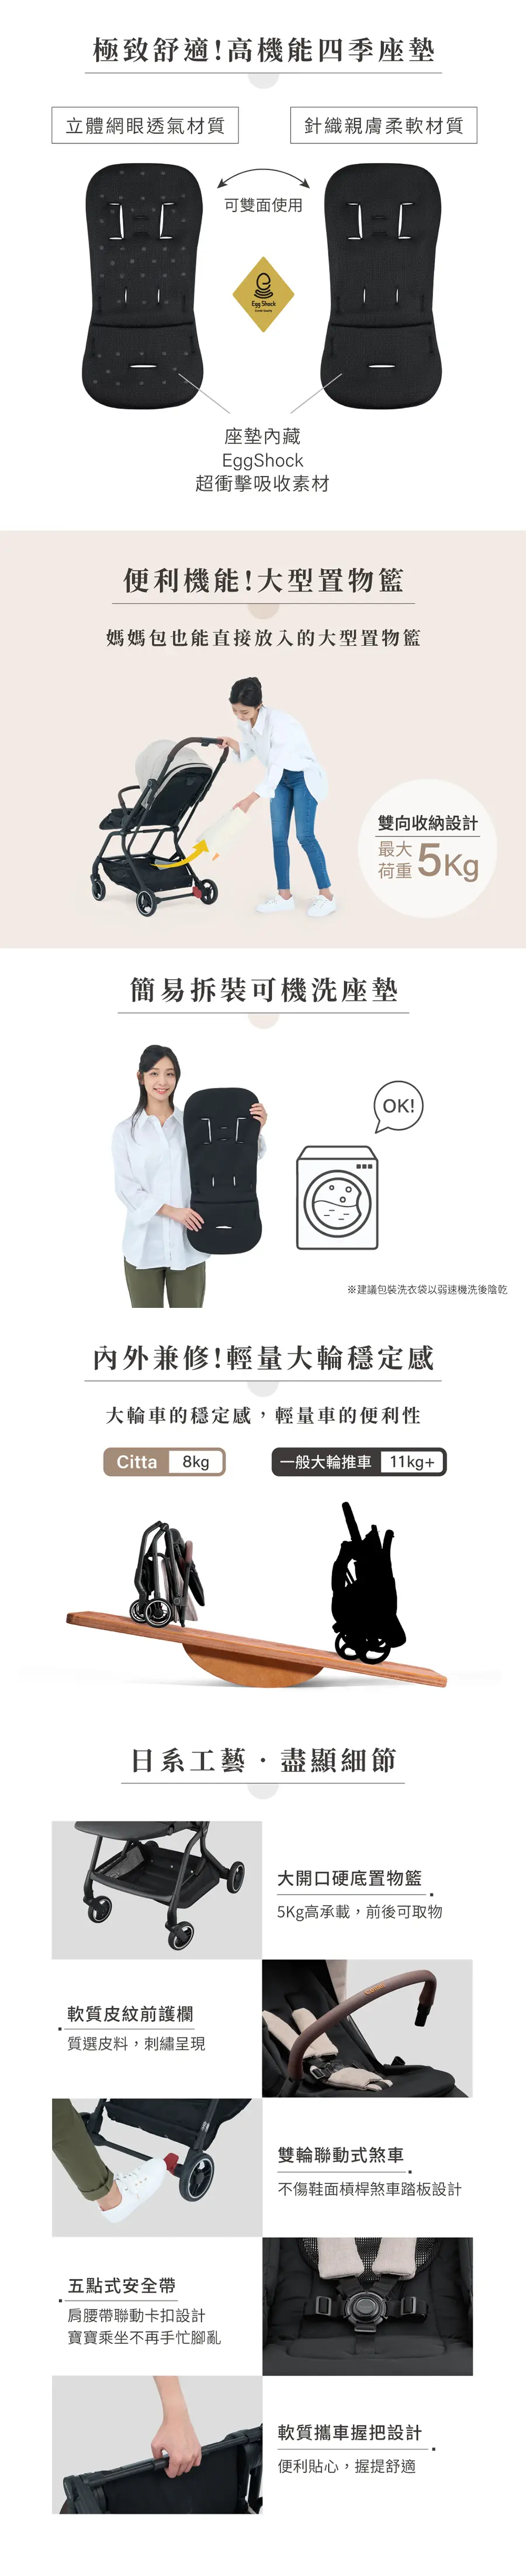 極致舒適!高機能四季座墊
立體網眼透氣材質
針織親膚柔軟材質
可雙面使用
Egg Shock
座墊內藏
EggShock
超衝擊吸收素材
便利機能!大型置物籃
媽媽包也能直接放入的大型置物籃
雙向收納設計
最大
荷重
5Kg
簡易拆裝可機洗座墊
OK!
※建議包裝洗衣袋以弱速機洗後陰乾
內外兼修!輕量大輪穩定感
大輪車的穩定感，輕量車的便利性
Citta 8kg
一般大輪推車 11kg+
日系工藝・盡顯細節
大開口硬底置物籃
5Kg高承載，前後可取物
軟質皮紋前護欄
質選皮料，刺繡呈現
雙輪聯動式煞車
不傷鞋面槓桿煞車踏板設計
五點式安全帶
肩腰帶聯動卡扣設計
寶寶乘坐不再手忙腳亂
軟質攜車握把設計
便利貼心，握提舒適